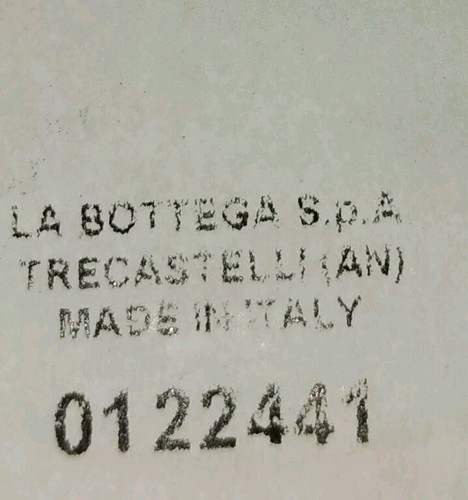 LA BOTTEGA S.p.A
TRECASTELLI (AN)
MADE IN ITALY
0122441